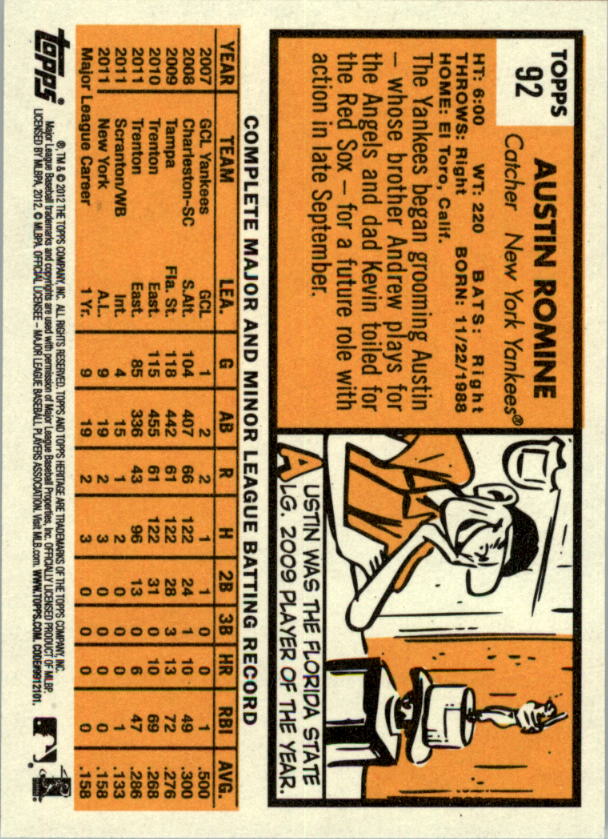 TOPPS
92
AUSTIN ROMINE
Catcher New York Yankees®
HT: 6:00 WT: 220 BATS: Right
THROWS: Right BORN: 11/22/1988
HOME: El Toro, Calif.
The Yankees began grooming Austin
– whose brother Andrew plays for
the Angels and dad Kevin toiled for
the Red Sox – for a future role with
action in late September.
AUSTIN WAS THE FLORIDA STATE
LG. 2009 PLAYER OF THE YEAR.
COMPLETE MAJOR AND MINOR LEAGUE BATTING RECORD
YEAR TEAM LEA. G AB R H 2B 3B HR RBI AVG.
2007 GCL Yankees GCL 1 2 2 1 1 0 0 1 .500
2008 Charleston-SC S.Alt. 104 407 66 122 24 1 10 49 .300
2009 Tampa Fla. St. 118 442 61 122 28 3 13 72 .276
2010 Trenton East. 115 455 61 122 31 0 10 69 .268
2011 Trenton East. 85 336 43 96 13 0 6 47 .286
2011 Scranton/WB Int. 4 15 1 2 0 0 0 1 .133
2011 New York A.L. 9 19 2 3 0 0 0 0 .158
Major League Career 1 Yr. 9 19 2 3 0 0 0 0 .158
topps®
®, TM & © 2012 THE TOPPS COMPANY, INC. ALL RIGHTS RESERVED. TOPPS AND TOPPS HERITAGE ARE TRADEMARKS OF THE TOPPS COMPANY, INC.
Major League Baseball trademarks and copyrights are used with permission of Major League Baseball Properties, Inc. OFFICIALLY LICENSED PRODUCT OF MLBP.
LICENSED BY MLBPA, 2012. © MLBPA, OFFICIAL LICENSEE – MAJOR LEAGUE BASEBALL PLAYERS ASSOCIATION. Visit MLB.com. WWW.TOPPS.COM. CODE#9912101.